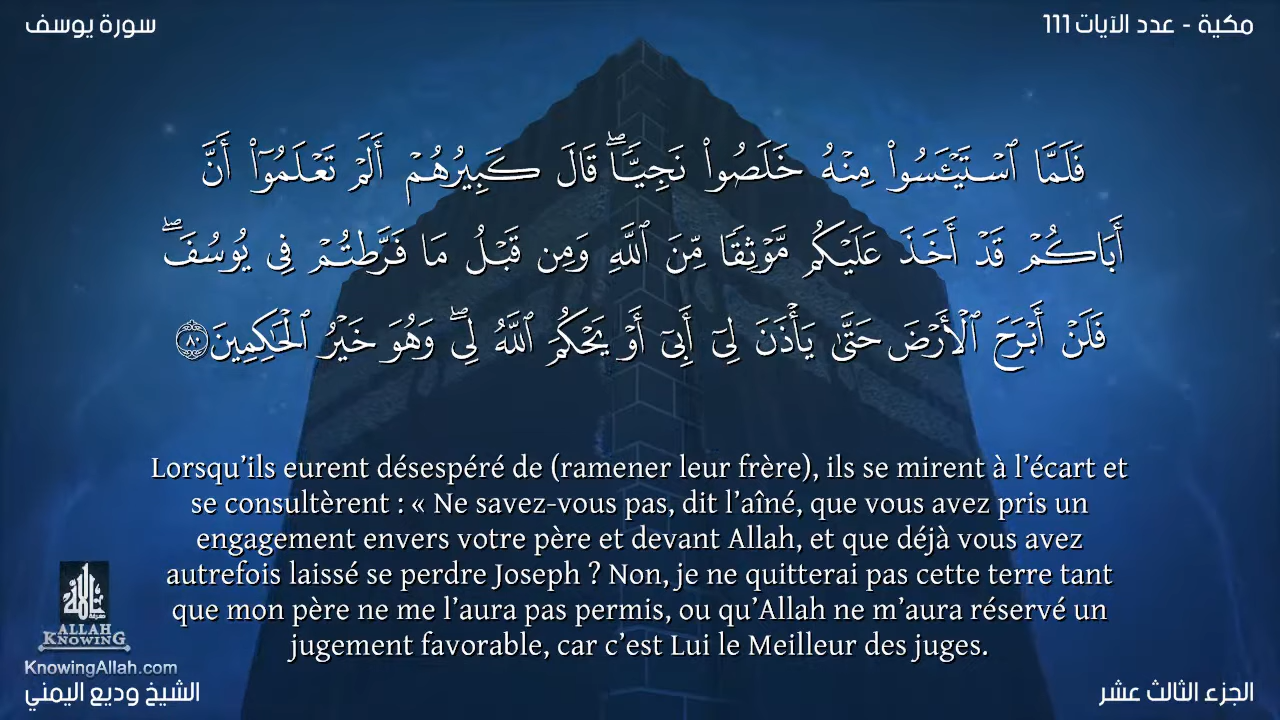 سورة يوسف
مكية - عدد الآيات 111
فَلَمَّا ٱسْتَيْـَٔسُوا۟ مِنْهُ خَلَصُوا۟ نَجِيًّۭا ۖ قَالَ كَبِيرُهُمْ أَلَمْ تَعْلَمُوٓا۟ أَنَّ
أَبَاكُمْ قَدْ أَخَذَ عَلَيْكُم مَّوْثِقًۭا مِّنَ ٱللَّهِ وَمِن قَبْلُ مَا فَرَّطتُمْ فِى يُوسُفَ ۖ
فَلَنْ أَبْرَحَ ٱلْأَرْضَ حَتَّىٰ يَأْذَنَ لِىٓ أَبِىٓ أَوْ يَحْكُمَ ٱللَّهُ لِى ۖ وَهُوَ خَيْرُ ٱلْحَـٰكِمِينَ ٨٠
Lorsqu’ils eurent désespéré de (ramener leur frère), ils se mirent à l’écart et
se consultèrent : « Ne savez-vous pas, dit l’aîné, que vous avez pris un
engagement envers votre père et devant Allah, et que déjà vous avez
autrefois laissé se perdre Joseph ? Non, je ne quitterai pas cette terre tant
que mon père ne me l’aura pas permis, ou qu’Allah ne m’aura réservé un
jugement favorable, car c’est Lui le Meilleur des juges.
ALLAH
KNOWING
KnowingAllah.com
الشيخ وديع اليمني
الجزء الثالث عشر